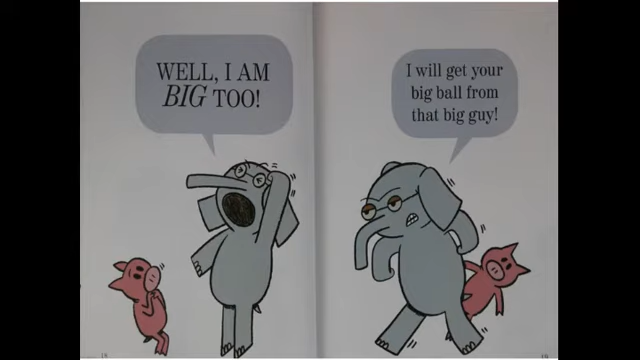 WELL, I AM
BIG TOO!
I will get your
big ball from
that big guy!